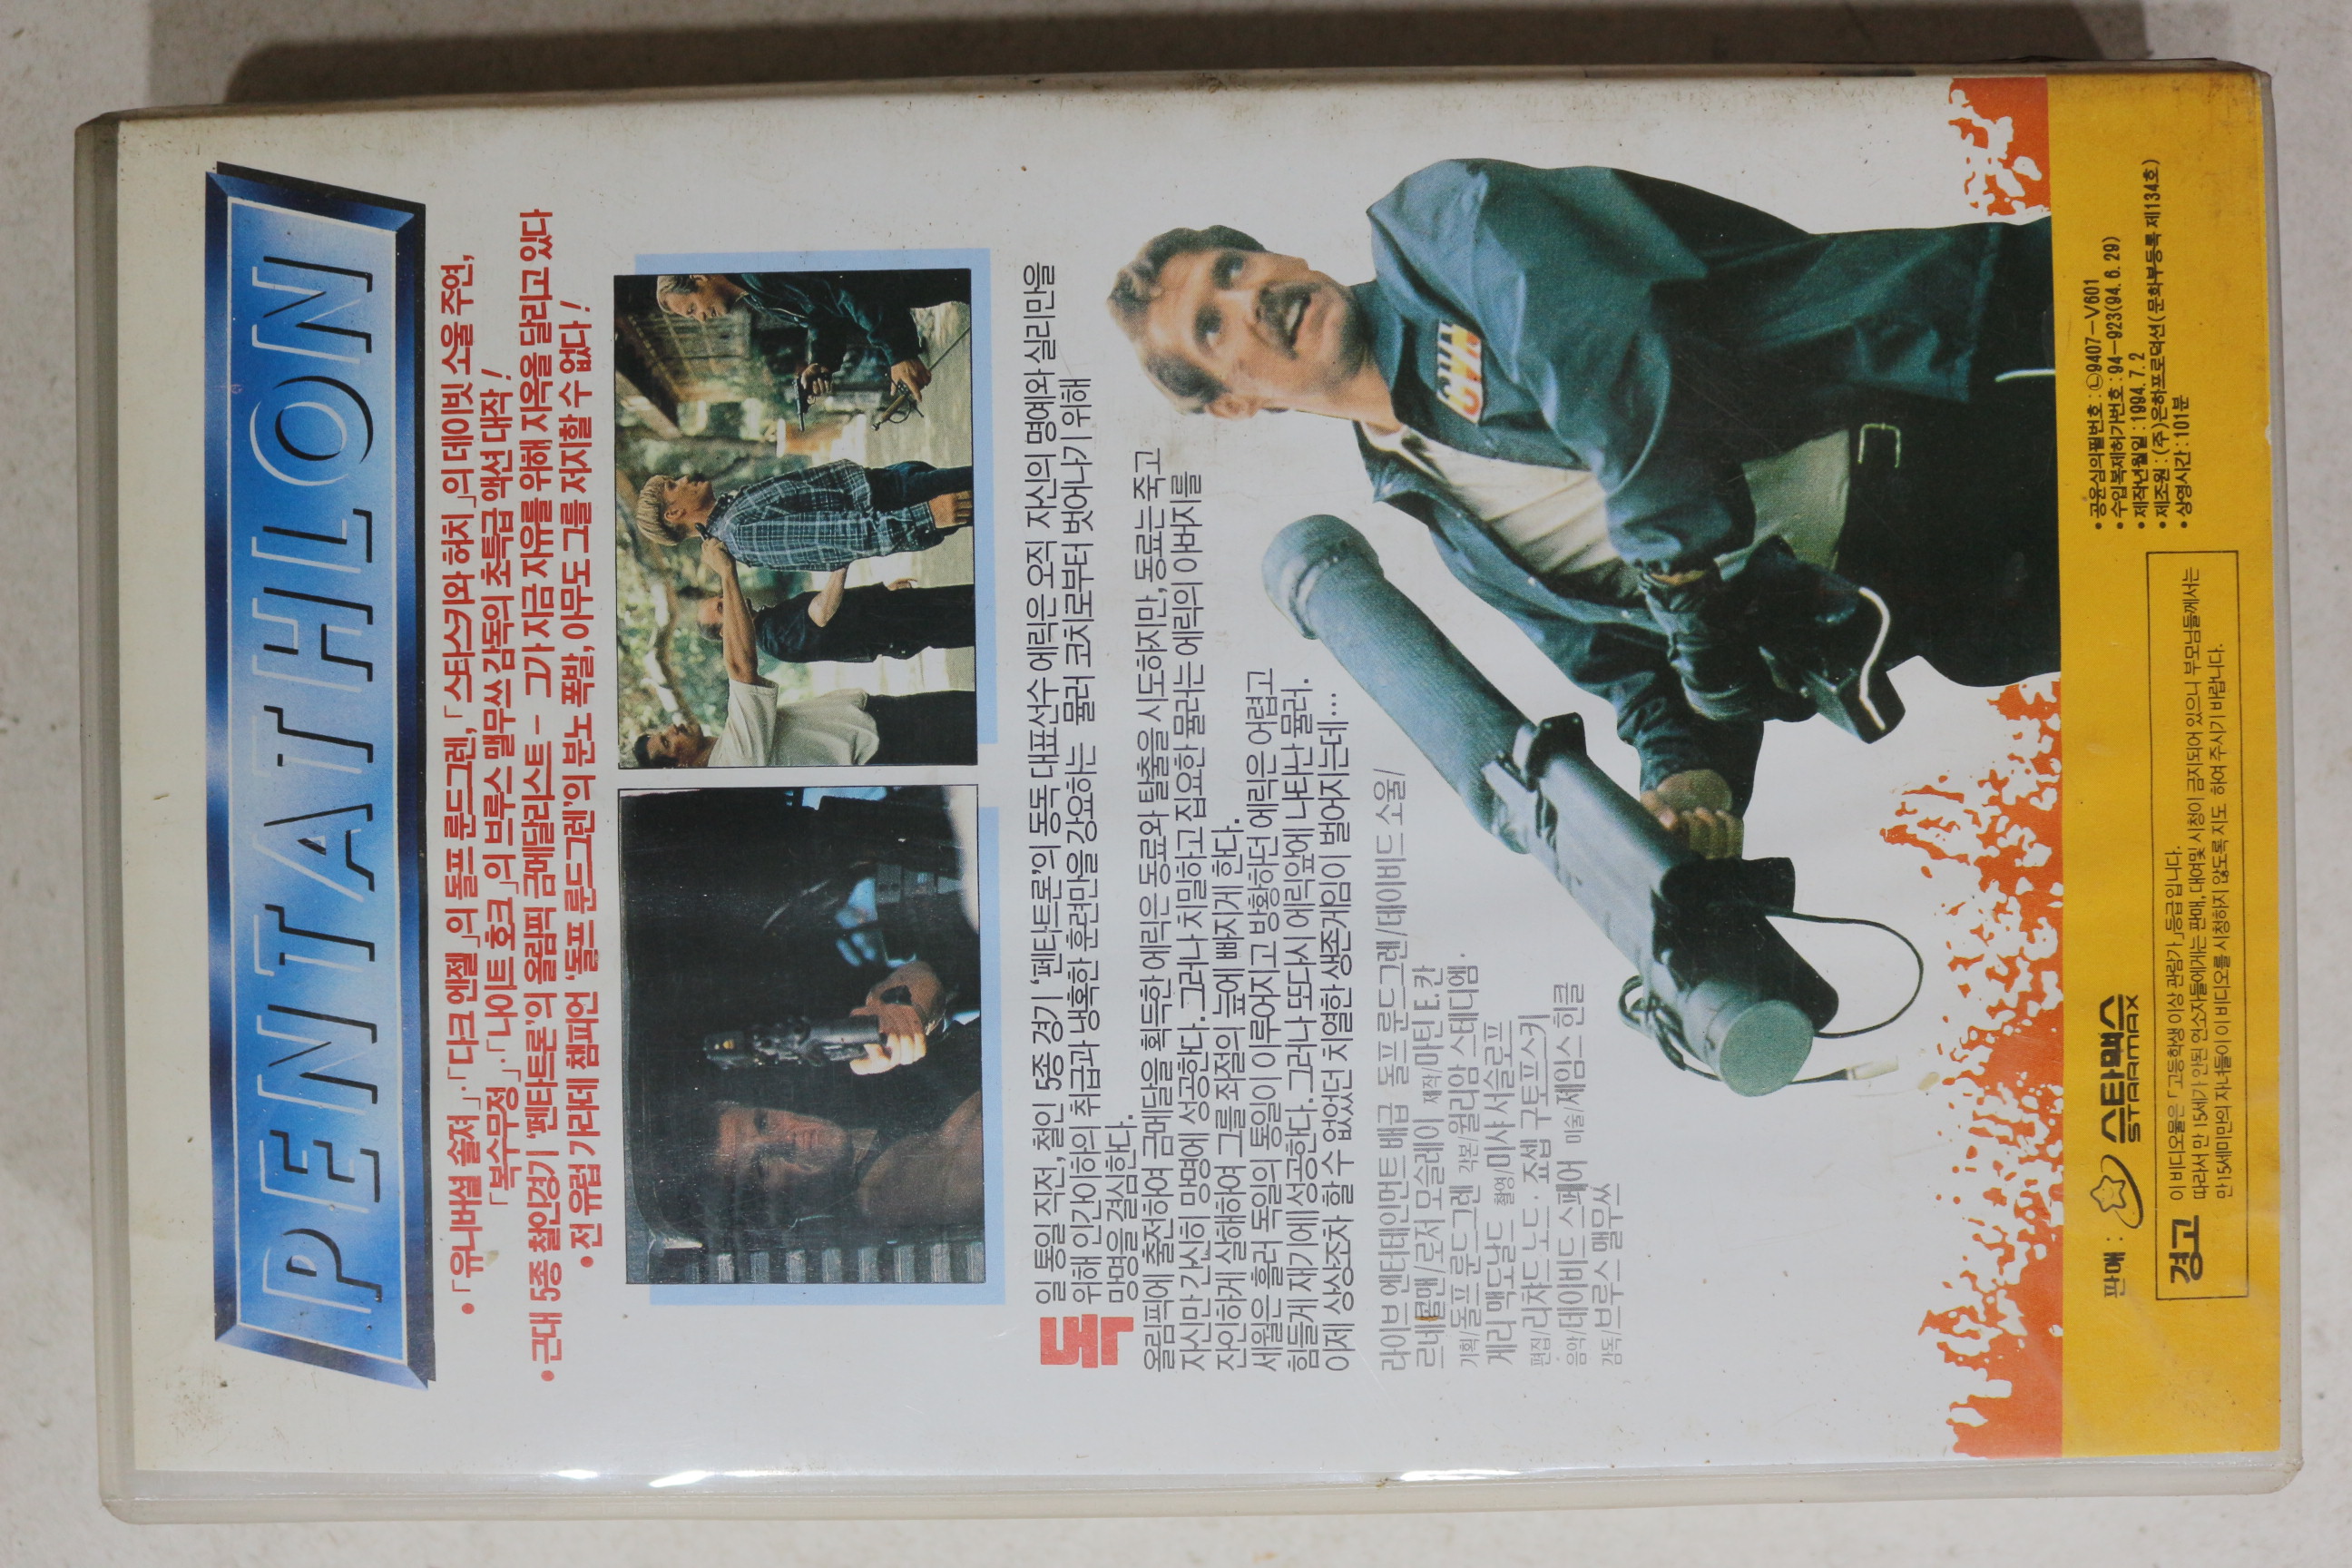 PENTATHLON
•「유니버셜 솔져」·「다크 엔젤」의 돌프 룬드그렌,「스타스키와 허치」의 데이빗 소울 주연,
「복수무정」·「나이트 호크」의 브루스 맬무쓰 감독의 초특급 액션 대작!
•근대 5종 철인경기 '펜타트론'의 올림픽 금메달리스트 - 그가 지금 자유를 위해 지옥을 달리고 있다
•전 유럽 가라데 챔피언 '돌프 룬드그렌'의 분노 폭발, 아무도 그를 저지할 수 없다!
독일 통일 직전, 철인 5종 경기 '펜타트론'의 동독 대표선수 에릭은 오직 자신의 명예와 실리만을
위해 인간이하의 취급과 냉혹한 훈련만을 강요하는 뮬러 코치로부터 벗어나기 위해
망명을 결심한다.
올림픽에 출전하여 금메달을 획득한 에릭은 동료와 탈출을 시도하지만, 동료는 죽고
자신만 간신히 망명에 성공한다. 그러나 치밀하고 집요한 뮬러는 에릭의 아버지를
잔인하게 살해하여 그를 좌절의 늪에 빠지게 한다.
세월은 흘러 독일의 통일이 이루어지고 방황하던 에릭은 어렵고
힘들게 재기에 성공한다. 그러나 또다시 에릭앞에 나타난 뮬러.
이제 상상조차 할 수 없었던 치열한 생존게임이 벌어지는데…
라이브 엔터테인먼트 배급 돌프 룬드그렌/데이비드 소울/
르네 콜맨/로저 모슬레이 제작/마틴 E. 칸
기획/돌프 룬드그렌 각본/윌리암 스테디엠.
게리 맥도날드 촬영/미샤 서슬로프
편집/리챠드 노드. 죠셉 구토프스키
음악/데이비드 스페어 미술/제임스 힌클
감독/브루스 맬무쓰
GYM
판매: 스타맥스
STARMAX
•공윤심의필번호:Ⓛ9407-V601
•수입복제허가번호:94-923(94.6.29)
•제작년월일:1994.7.2
•제조원:(주)은하프로덕션(문화부등록 제134호)
•상영시간:101분
경고 이 비디오물은 「고등학생 이상 관람가」등급 입니다.
따라서 만 15세가 안된 연소자들에게는 판매, 대여및 시청이 금지되어 있으니 부모님들께서는
만 15세미만의 자녀들이 이 비디오를 시청하지 않도록 지도 하여 주시기 바랍니다.